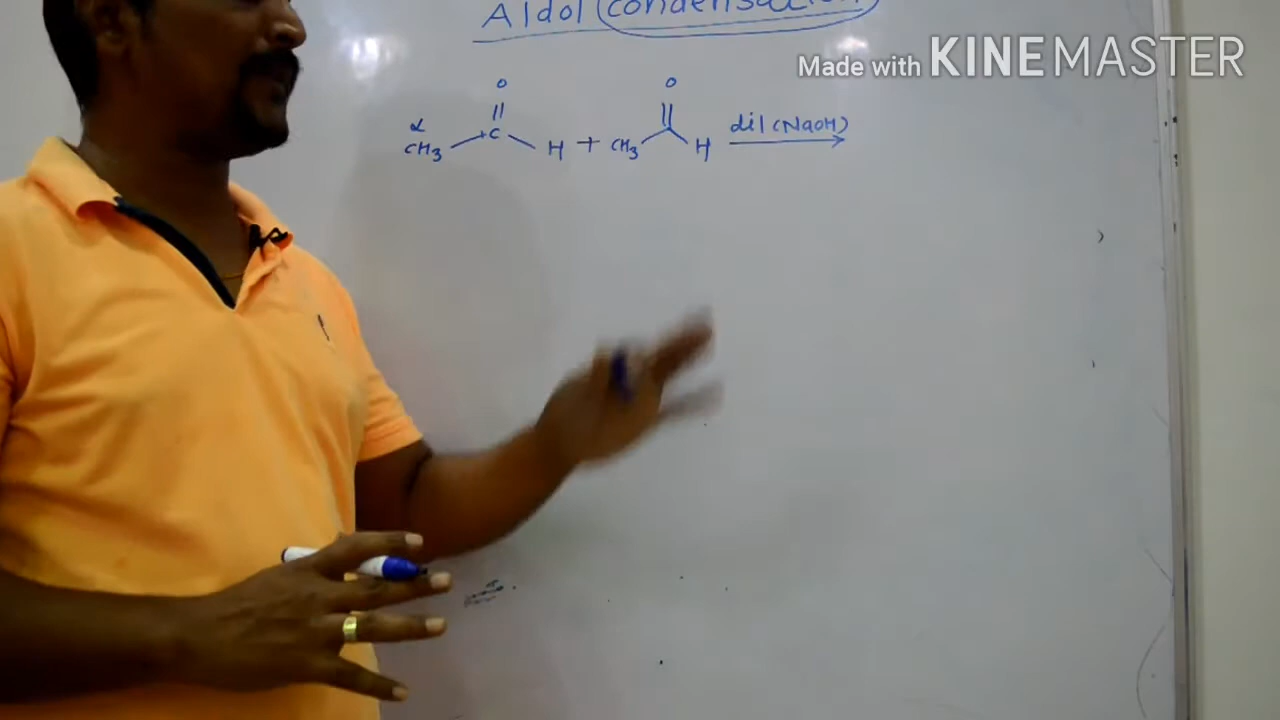 Aldol condensation
Made with KINEMASTER
O O
α
CH3 C H + CH3 H dil(NaOH)